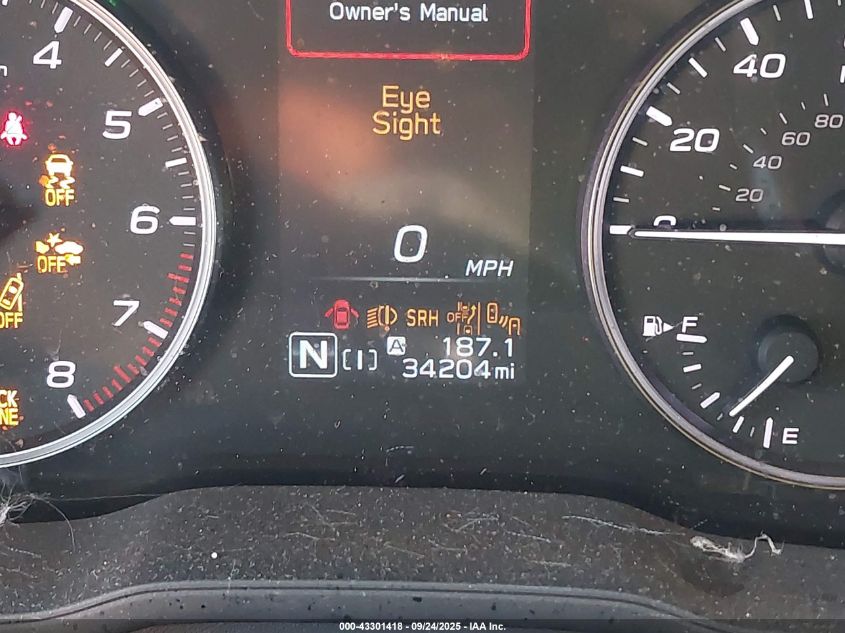 Owner's Manual
Eye
Sight
4
5
6
7
8
OFF
OFF
OFF
0
MPH
SRH
OFF
N
A
187.1
34204mi
0
20
40
20
40
60
80
F
E
000-43301418 - 09/24/2025 - IAA Inc.